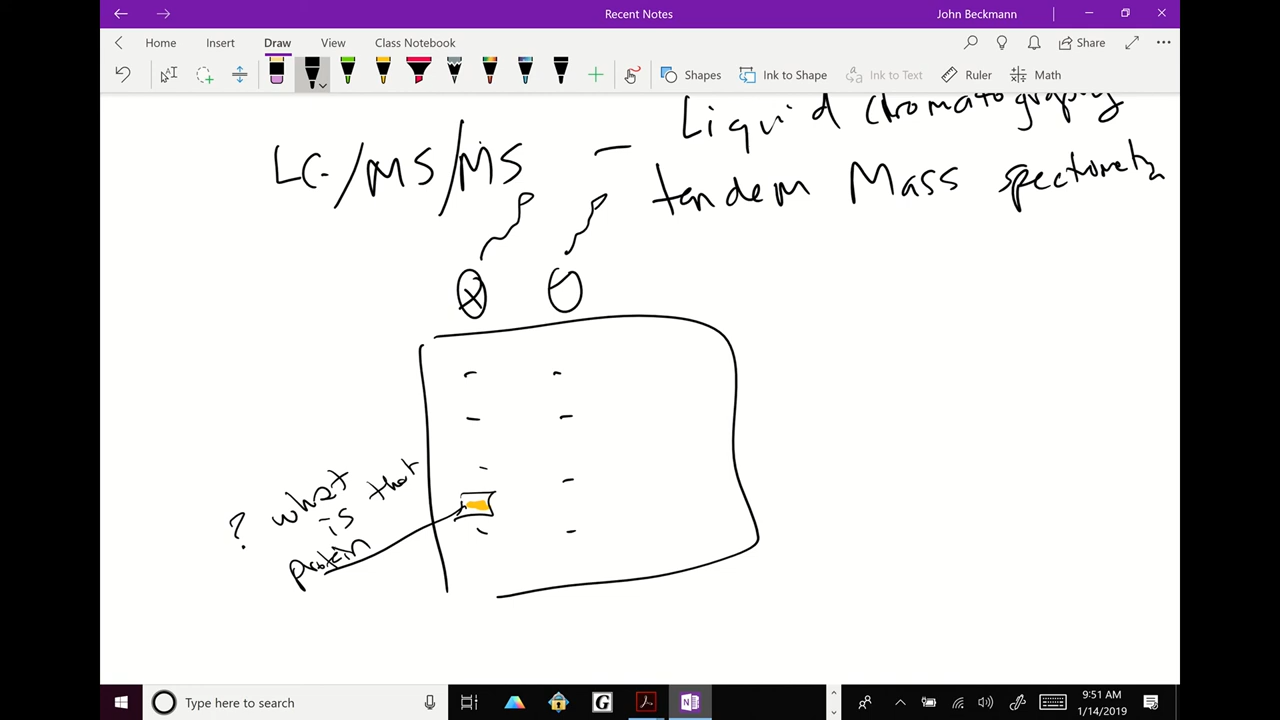 Recent Notes
John Beckmann
Home Insert Draw View Class Notebook
Share
Shapes
Ink to Shape
Ink to Text
Ruler
Math
Liquid chromatography
LC/MS/MS - tandem Mass spectrometry
X
? what is that protein
Type here to search
G
N
9:51 AM
1/14/2019